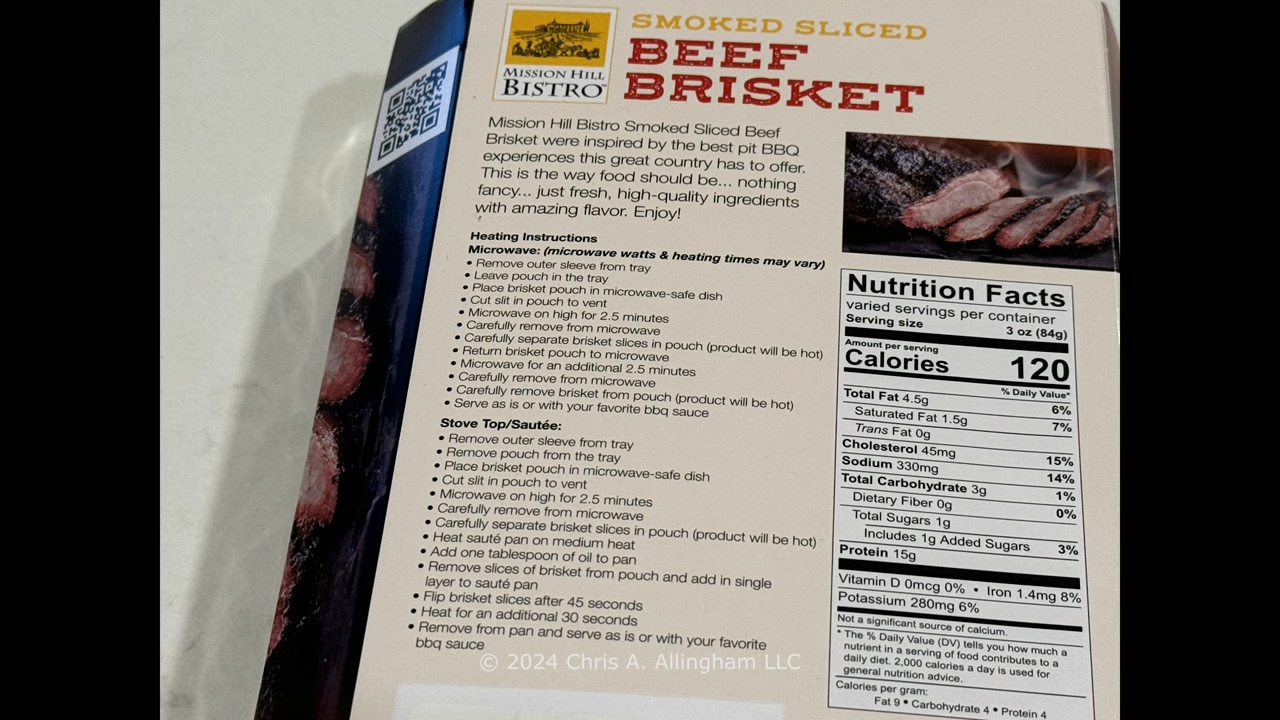 MISSION HILL
BISTRO
SMOKED SLICED
BEEF
BRISKET
Mission Hill Bistro Smoked Sliced Beef
Brisket were inspired by the best pit BBQ
experiences this great country has to offer.
This is the way food should be... nothing
fancy... just fresh, high-quality ingredients
with amazing flavor. Enjoy!
Heating Instructions
Microwave: (microwave watts & heating times may vary)
• Remove outer sleeve from tray
• Leave pouch in the tray
• Place brisket pouch in microwave-safe dish
• Cut slit in pouch to vent
• Microwave on high for 2.5 minutes
• Carefully remove from microwave
• Carefully separate brisket slices in pouch (product will be hot)
• Return brisket pouch to microwave
• Microwave for an additional 2.5 minutes
• Carefully remove from microwave
• Carefully remove brisket from pouch (product will be hot)
• Serve as is or with your favorite bbq sauce
Stove Top/Sautée:
• Remove outer sleeve from tray
• Remove pouch from the tray
• Place brisket pouch in microwave-safe dish
• Cut slit in pouch to vent
• Microwave on high for 2.5 minutes
• Carefully remove from microwave
• Carefully separate brisket slices in pouch (product will be hot)
• Heat sauté pan on medium heat
• Add one tablespoon of oil to pan
• Remove slices of brisket from pouch and add in single
layer to sauté pan
• Flip brisket slices after 45 seconds
• Heat for an additional 30 seconds
• Remove from pan and serve as is or with your favorite
bbq sauce
Nutrition Facts
varied servings per container
Serving size 3 oz (84g)
Amount per serving
Calories 120
% Daily Value*
Total Fat 4.5g 6%
Saturated Fat 1.5g 7%
Trans Fat 0g
Cholesterol 45mg 15%
Sodium 330mg 14%
Total Carbohydrate 3g 1%
Dietary Fiber 0g 0%
Total Sugars 1g
Includes 1g Added Sugars 3%
Protein 15g
Vitamin D 0mcg 0% • Iron 1.4mg 8%
Potassium 280mg 6%
Not a significant source of calcium.
* The % Daily Value (DV) tells you how much a
nutrient in a serving of food contributes to a
daily diet. 2,000 calories a day is used for
general nutrition advice.
Calories per gram:
Fat 9 • Carbohydrate 4 • Protein 4
© 2024 Chris A. Allingham LLC